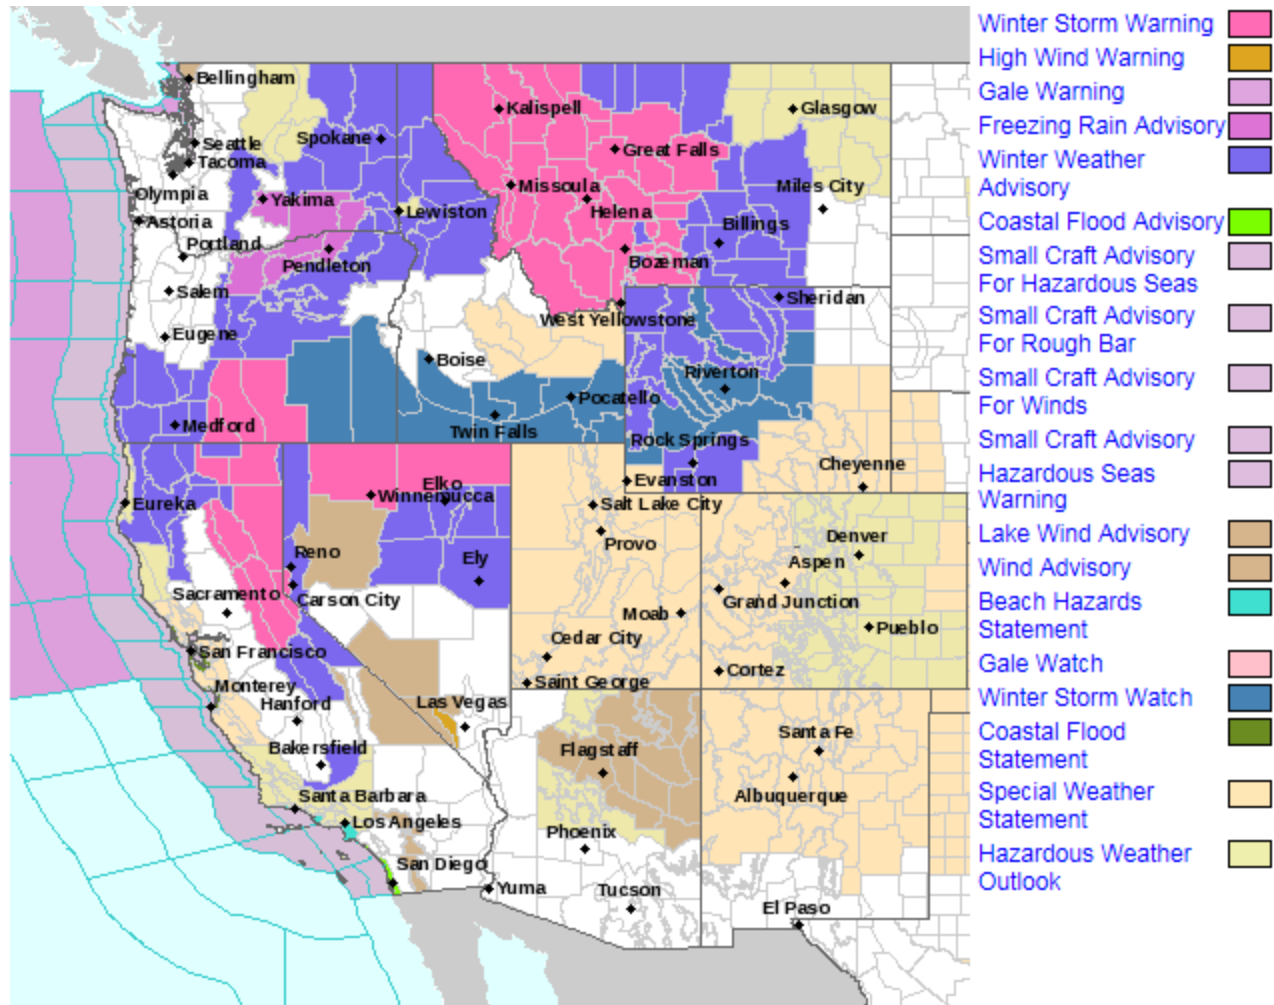 Bellingham
Seattle
Tacoma
Olympia
Astoria
Portland
Salem
Eugene
Medford
Spokane
Yakima
Pendleton
Lewiston
Kalispell
Great Falls
Missoula
Helena
Bozeman
Glasgow
Miles City
Billings
West Yellowstone
Sheridan
Boise
Pocatello
Twin Falls
Riverton
Rock Springs
Evanston
Cheyenne
Eureka
Elko
Winnemucca
Reno
Carson City
Ely
Sacramento
San Francisco
Monterey
Hanford
Bakersfield
Santa Barbara
Los Angeles
San Diego
Las Vegas
Salt Lake City
Provo
Moab
Cedar City
Saint George
Denver
Aspen
Grand Junction
Pueblo
Cortez
Flagstaff
Phoenix
Yuma
Tucson
Santa Fe
Albuquerque
El Paso
Winter Storm Warning
High Wind Warning
Gale Warning
Freezing Rain Advisory
Winter Weather
Advisory
Coastal Flood Advisory
Small Craft Advisory
For Hazardous Seas
Small Craft Advisory
For Rough Bar
Small Craft Advisory
For Winds
Small Craft Advisory
Hazardous Seas
Warning
Lake Wind Advisory
Wind Advisory
Beach Hazards
Statement
Gale Watch
Winter Storm Watch
Coastal Flood
Statement
Special Weather
Statement
Hazardous Weather
Outlook